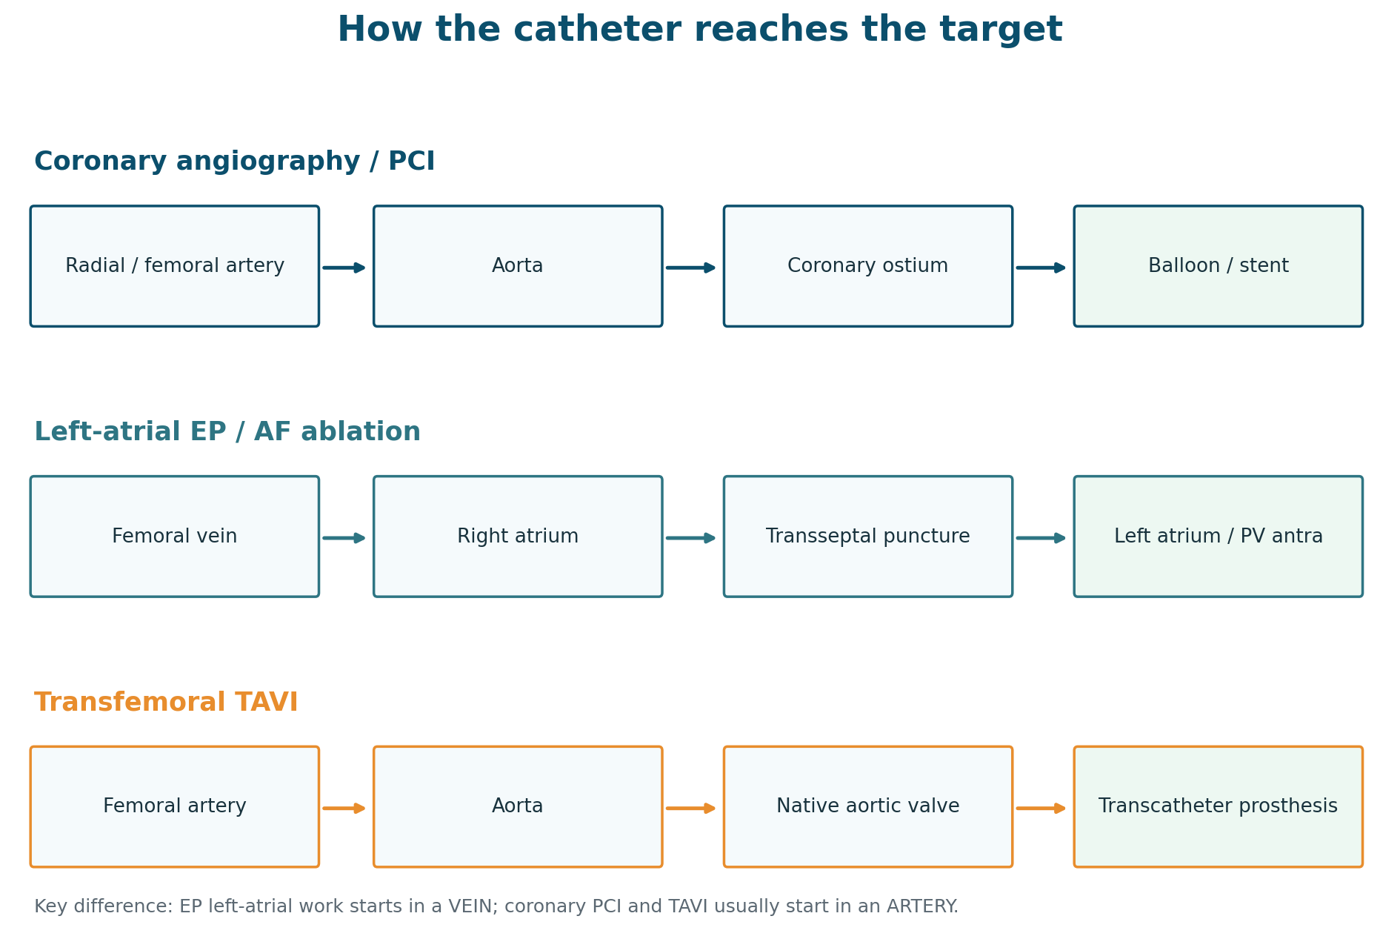 How the catheter reaches the target
Coronary angiography / PCI
Radial / femoral artery
Aorta
Coronary ostium
Balloon / stent
Left-atrial EP / AF ablation
Femoral vein
Right atrium
Transseptal puncture
Left atrium / PV antra
Transfemoral TAVI
Femoral artery
Aorta
Native aortic valve
Transcatheter prosthesis
Key difference: EP left-atrial work starts in a VEIN; coronary PCI and TAVI usually start in an ARTERY.